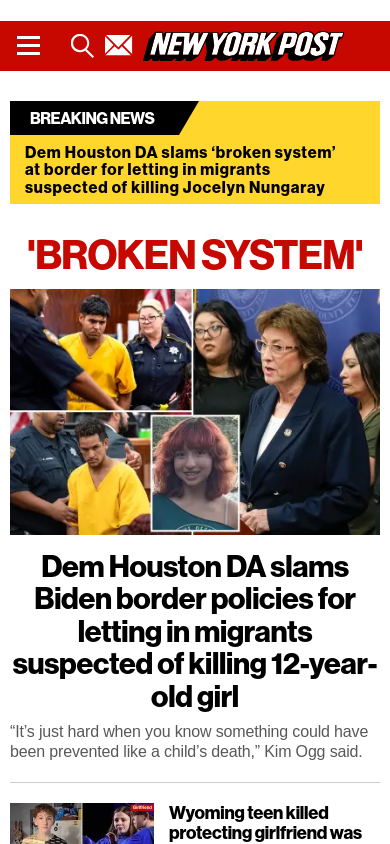 NEW YORK POST
BREAKING NEWS
Dem Houston DA slams ‘broken system’
at border for letting in migrants
suspected of killing Jocelyn Nungaray
'BROKEN SYSTEM'
Dem Houston DA slams
Biden border policies for
letting in migrants
suspected of killing 12-year-
old girl
“It’s just hard when you know something could have
been prevented like a child’s death,” Kim Ogg said.
Girlfriend
Wyoming teen killed
protecting girlfriend was